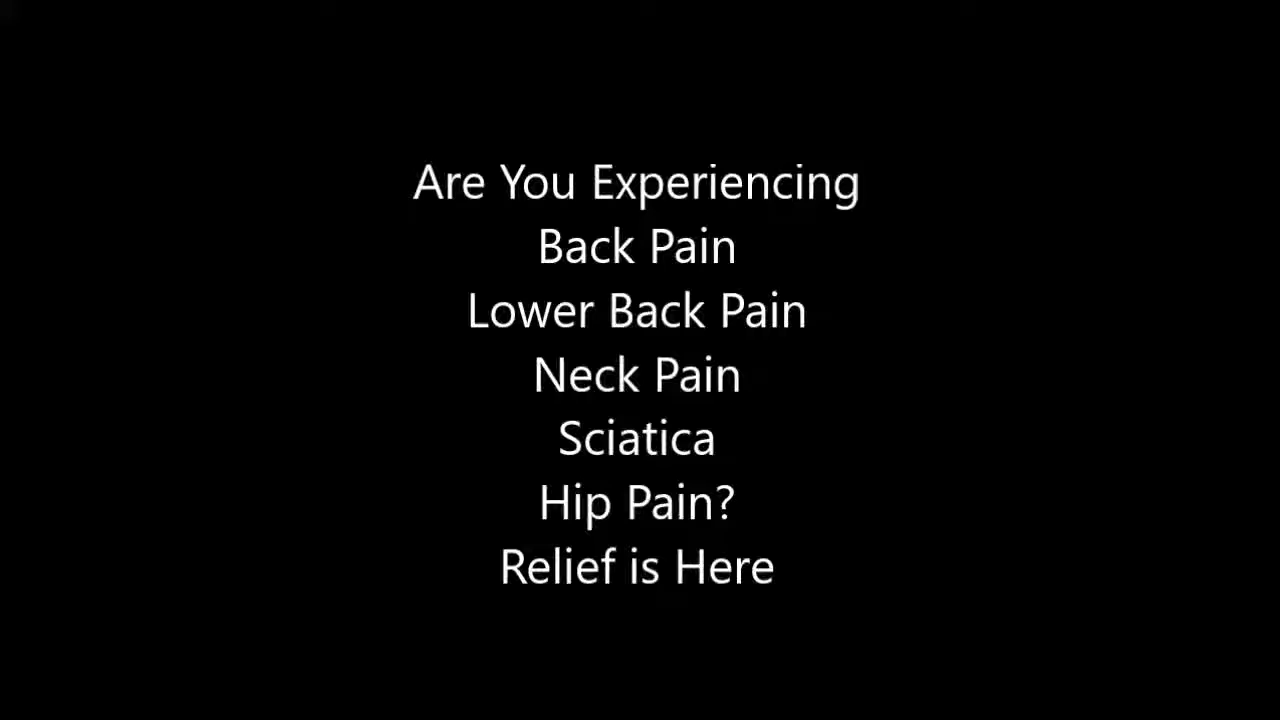 Are You Experiencing
Back Pain
Lower Back Pain
Neck Pain
Sciatica
Hip Pain?
Relief is Here